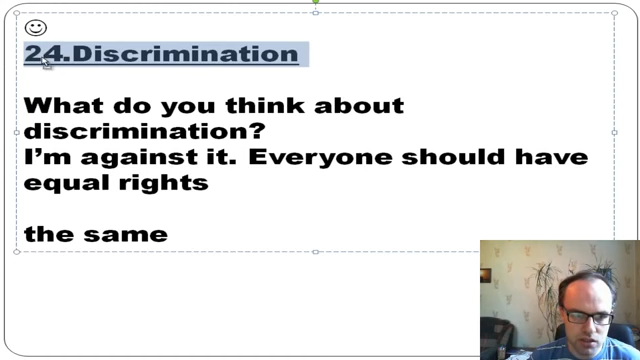 24.Discrimination
What do you think about
discrimination?
I'm against it. Everyone should have
equal rights
the same